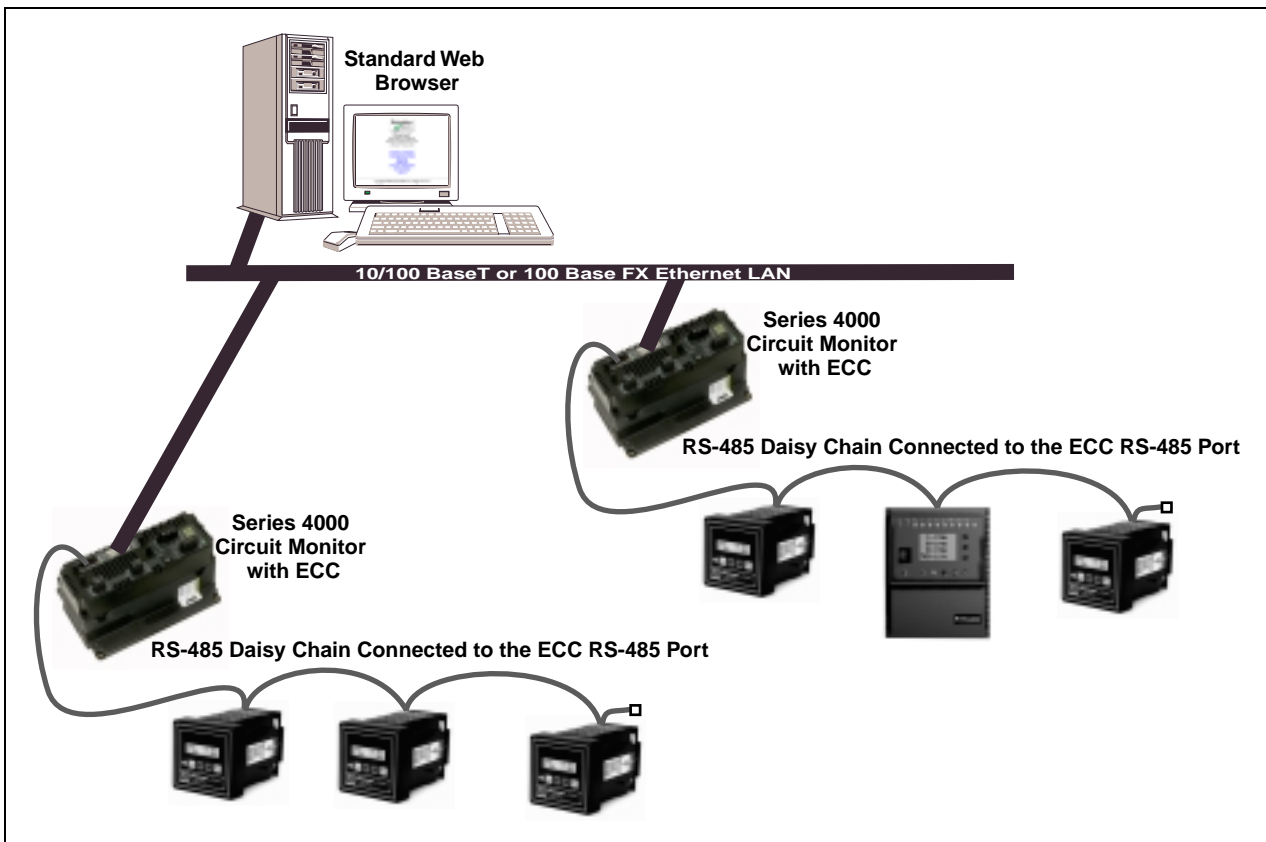 Standard Web
Browser
10/100 BaseT or 100 Base FX Ethernet LAN
Series 4000
Circuit Monitor
with ECC
RS-485 Daisy Chain Connected to the ECC RS-485 Port
Series 4000
Circuit Monitor
with ECC
RS-485 Daisy Chain Connected to the ECC RS-485 Port